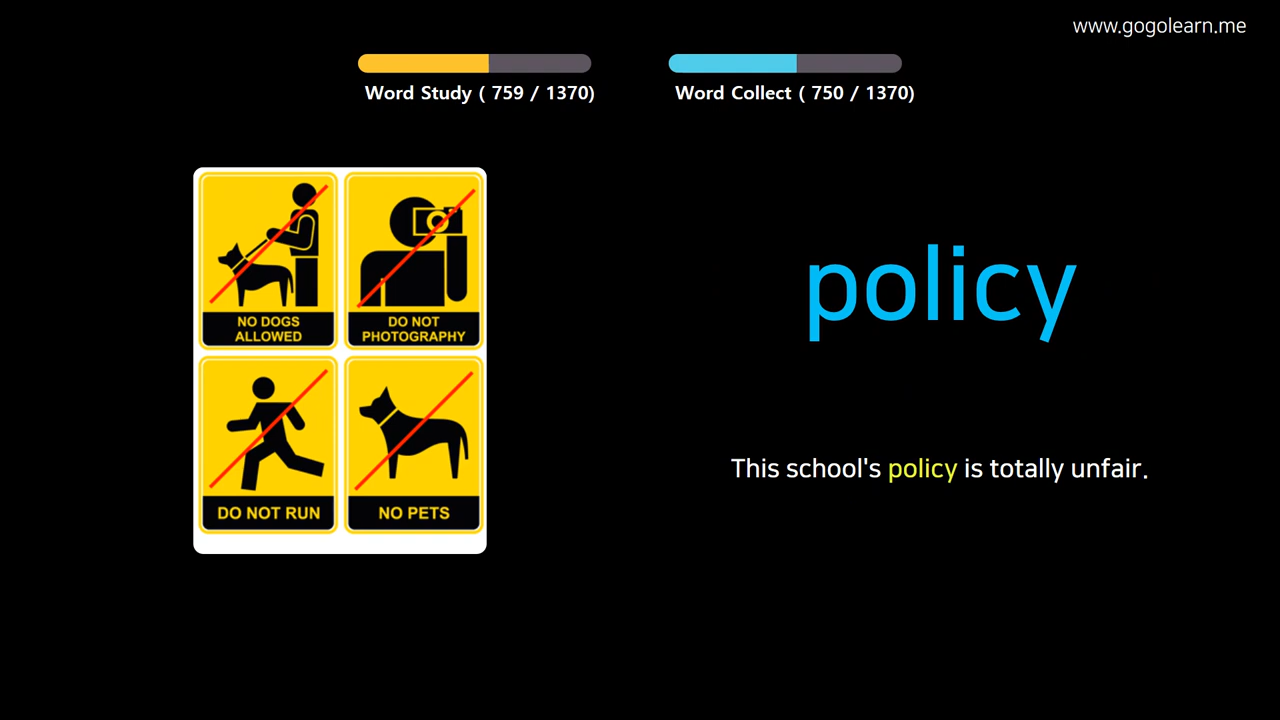 www.gogolearn.me
Word Study ( 759 / 1370)
Word Collect ( 750 / 1370)
NO DOGS
ALLOWED
DO NOT
PHOTOGRAPHY
DO NOT RUN
NO PETS
policy
This school's policy is totally unfair.